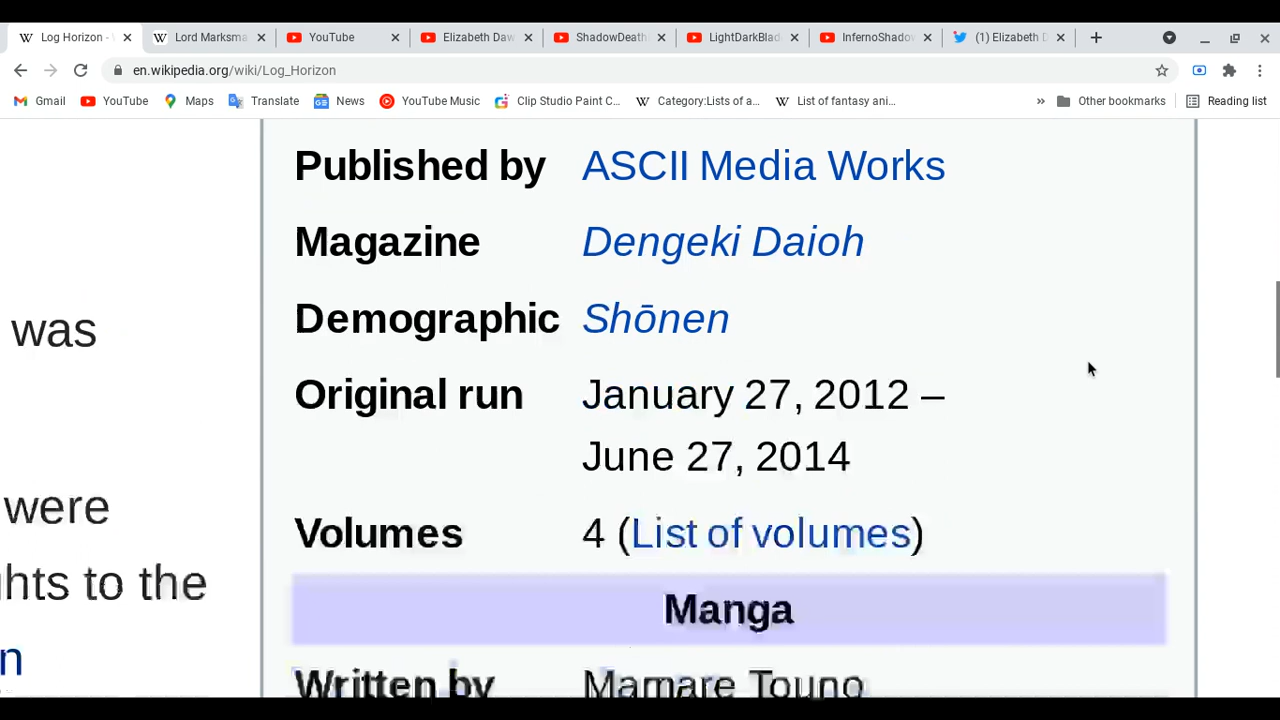 Log Horizon - W
Lord Marksma
YouTube
Elizabeth Daw
ShadowDeath
LightDarkBlad
InfernoShado
(1) Elizabeth D
en.wikipedia.org/wiki/Log_Horizon
Gmail
YouTube
Maps
Translate
News
YouTube Music
Clip Studio Paint C...
Category:Lists of a...
List of fantasy ani...
»
Other bookmarks
Reading list
Published by ASCII Media Works
Magazine Dengeki Daioh
Demographic Shōnen
was
Original run January 27, 2012 –
June 27, 2014
were
Volumes 4 (List of volumes)
hts to the
Manga
n
Written by Mamare Touno